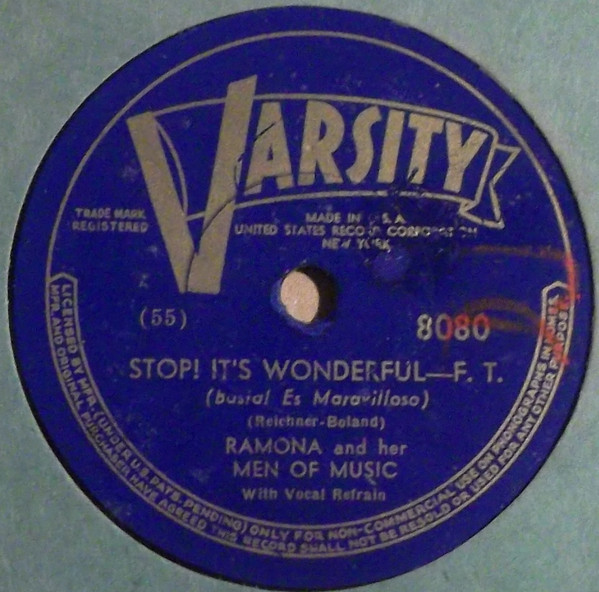 VARSITY
TRADE MARK
REGISTERED
MADE IN U.S.A.
UNITED STATES RECORD CORPORATION
NEW YORK
(55)
8080
STOP! IT'S WONDERFUL—F. T.
(Basta! Es Maravilloso)
(Reichner-Boland)
RAMONA and her
MEN OF MUSIC
With Vocal Refrain
LICENSED BY MFR. (UNDER U.S. PATS. PENDING) ONLY FOR NON-COMMERCIAL USE ON PHONOGRAPHS IN HOMES.
MFR. AND ORIGINAL PURCHASER HAVE AGREED THIS RECORD SHALL NOT BE RESOLD OR USED FOR ANY OTHER PURPOSE